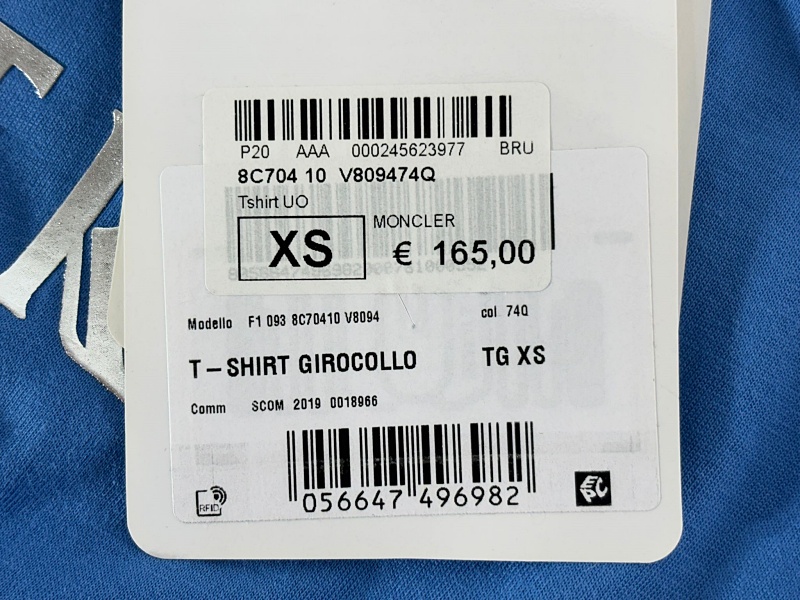 P20 AAA 000245623977 BRU
8C704 10 V809474Q
Tshirt UO
MONCLER
XS
€ 165,00
Modello F1 093 8C70410 V8094 col 74Q
T-SHIRT GIROCOLLO TG XS
Comm SCOM 2019 0018966
RFID
056647 496982
EPC